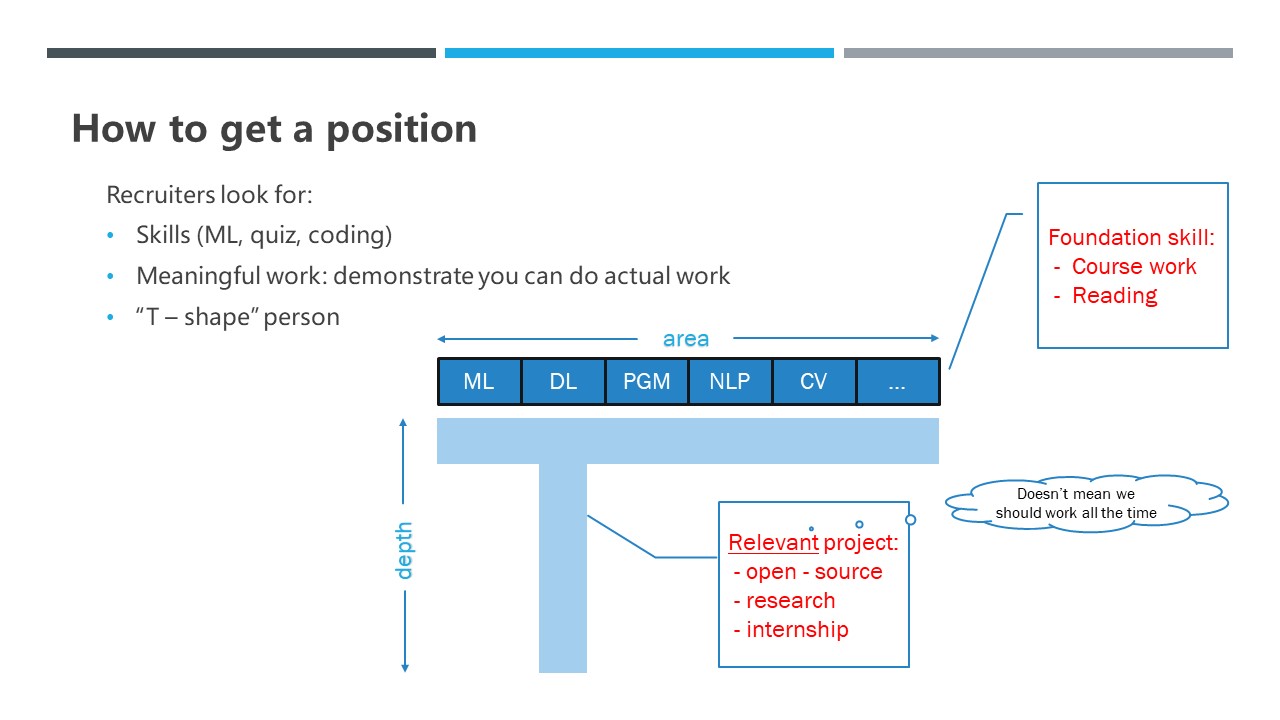 How to get a position
Recruiters look for:
• Skills (ML, quiz, coding)
• Meaningful work: demonstrate you can do actual work
• “T – shape” person
Foundation skill:
- Course work
- Reading
area
ML DL PGM NLP CV ...
depth
Doesn’t mean we
should work all the time
Relevant project:
- open - source
- research
- internship